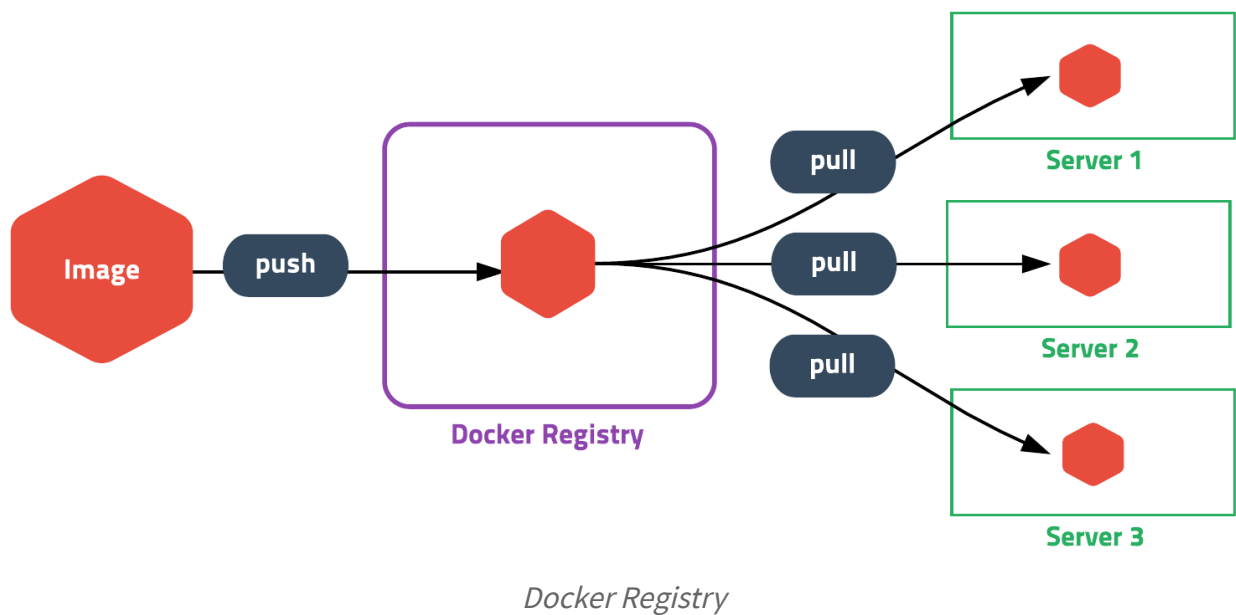 Image
push
Docker Registry
pull
pull
pull
Server 1
Server 2
Server 3
Docker Registry